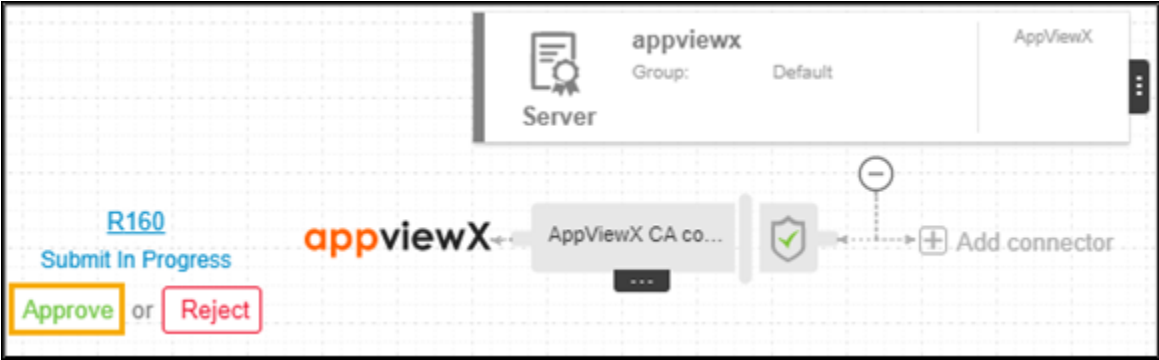 appviewx
AppViewX
Group: Default
Server
R160
Submit In Progress
Approve or Reject
appviewX
AppViewX CA co...
Add connector